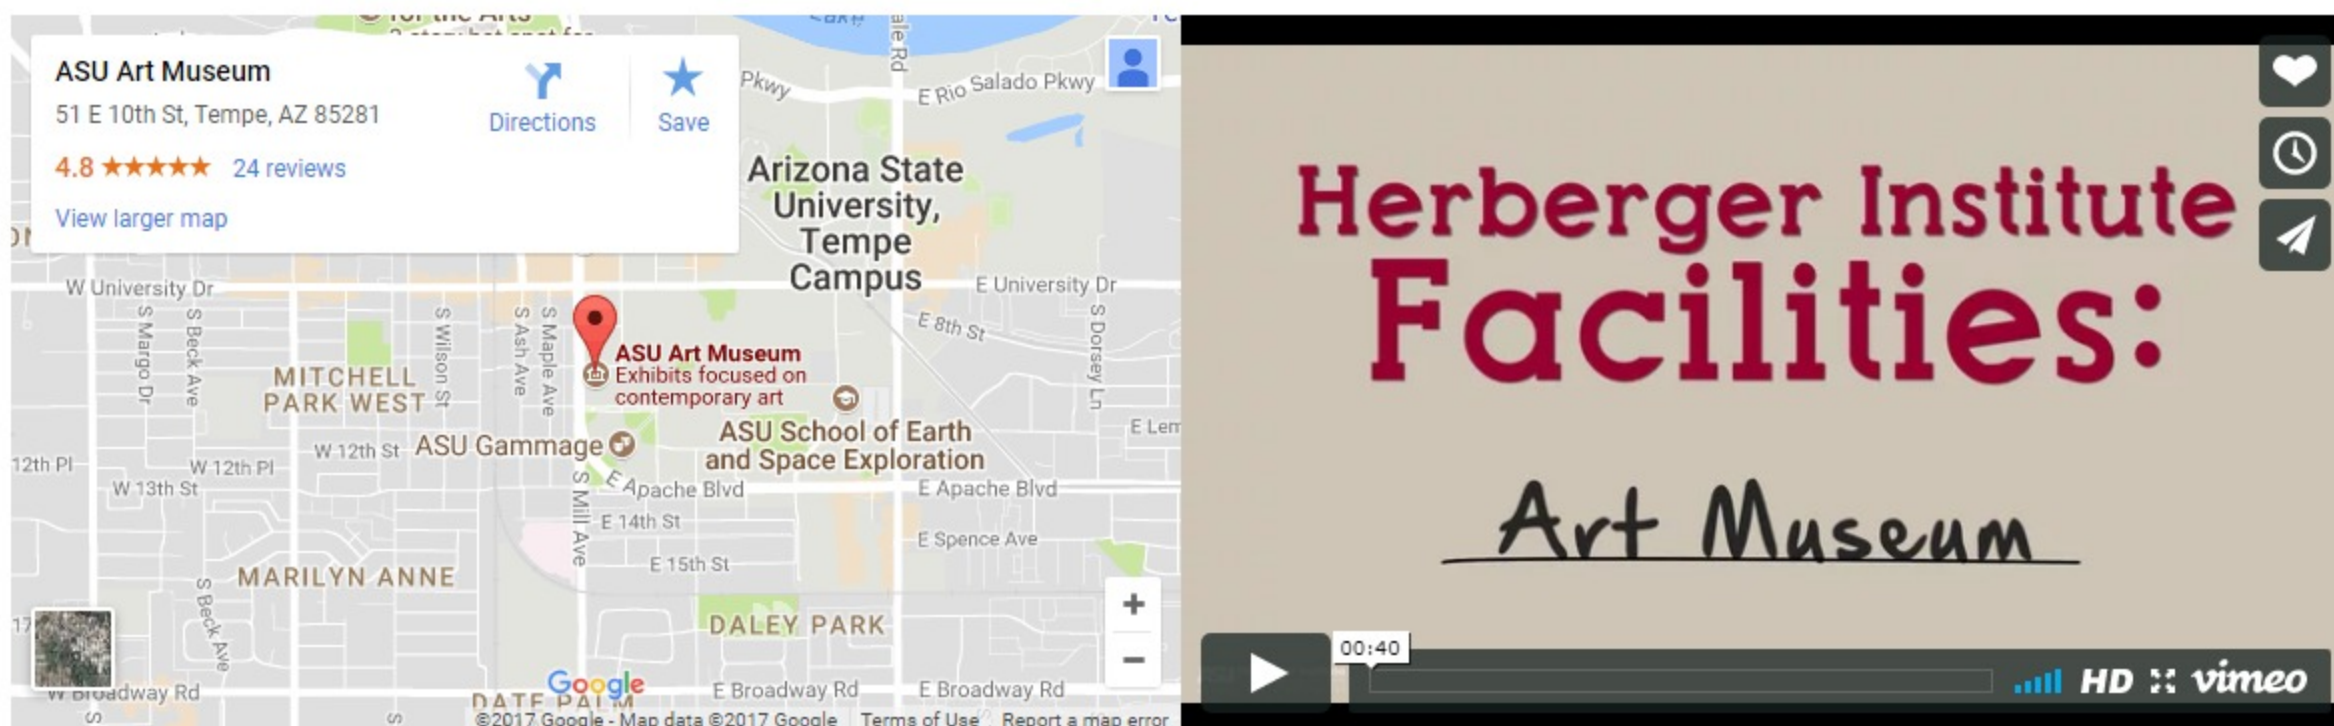 for the Arts
ASU Art Museum
51 E 10th St, Tempe, AZ 85281
4.8
24 reviews
View larger map
Directions
Save
Lake
Pkwy
E Rio Salado Pkwy
Arizona State
University,
Tempe
Campus
W University Dr
E University Dr
S Margo Dr
S Beck Ave
S Wilson St
S Ash Ave
S Maple Ave
E 8th St
S Dorsey Ln
ASU Art Museum
Exhibits focused on
contemporary art
MITCHELL
PARK WEST
ASU School of Earth
and Space Exploration
W 12th St
ASU Gammage
12th Pl
W 12th Pl
W 13th St
S Mill Ave
E Apache Blvd
E Apache Blvd
E 14th St
E Spence Ave
E 15th St
MARILYN ANNE
S Beck Ave
DALEY PARK
W Broadway Rd
Google
DATE PALM
E Broadway Rd
E Broadway Rd
©2017 Google - Map data ©2017 Google
Terms of Use
Report a map error
Herberger Institute
Facilities:
Art Museum
00:40
HD
vimeo